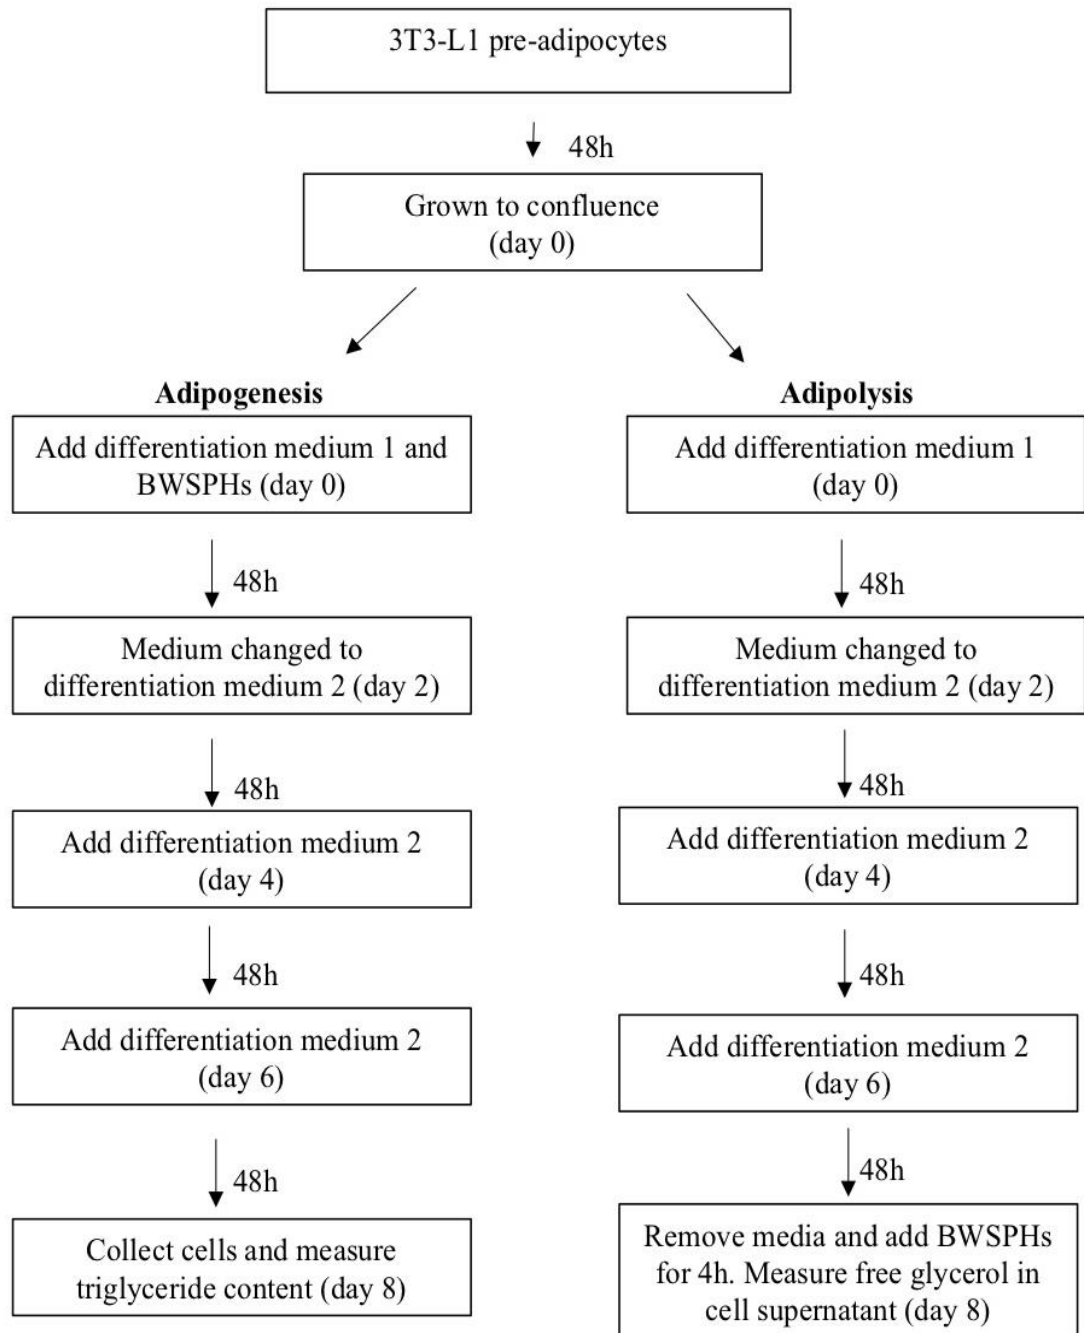 3T3-L1 pre-adipocytes
48h
Grown to confluence
(day 0)
Adipogenesis
Add differentiation medium 1 and
BWSPHs (day 0)
48h
Medium changed to
differentiation medium 2 (day 2)
48h
Add differentiation medium 2
(day 4)
48h
Add differentiation medium 2
(day 6)
48h
Collect cells and measure
triglyceride content (day 8)
Adipolysis
Add differentiation medium 1
(day 0)
48h
Medium changed to
differentiation medium 2 (day 2)
48h
Add differentiation medium 2
(day 4)
48h
Add differentiation medium 2
(day 6)
48h
Remove media and add BWSPHs
for 4h. Measure free glycerol in
cell supernatant (day 8)